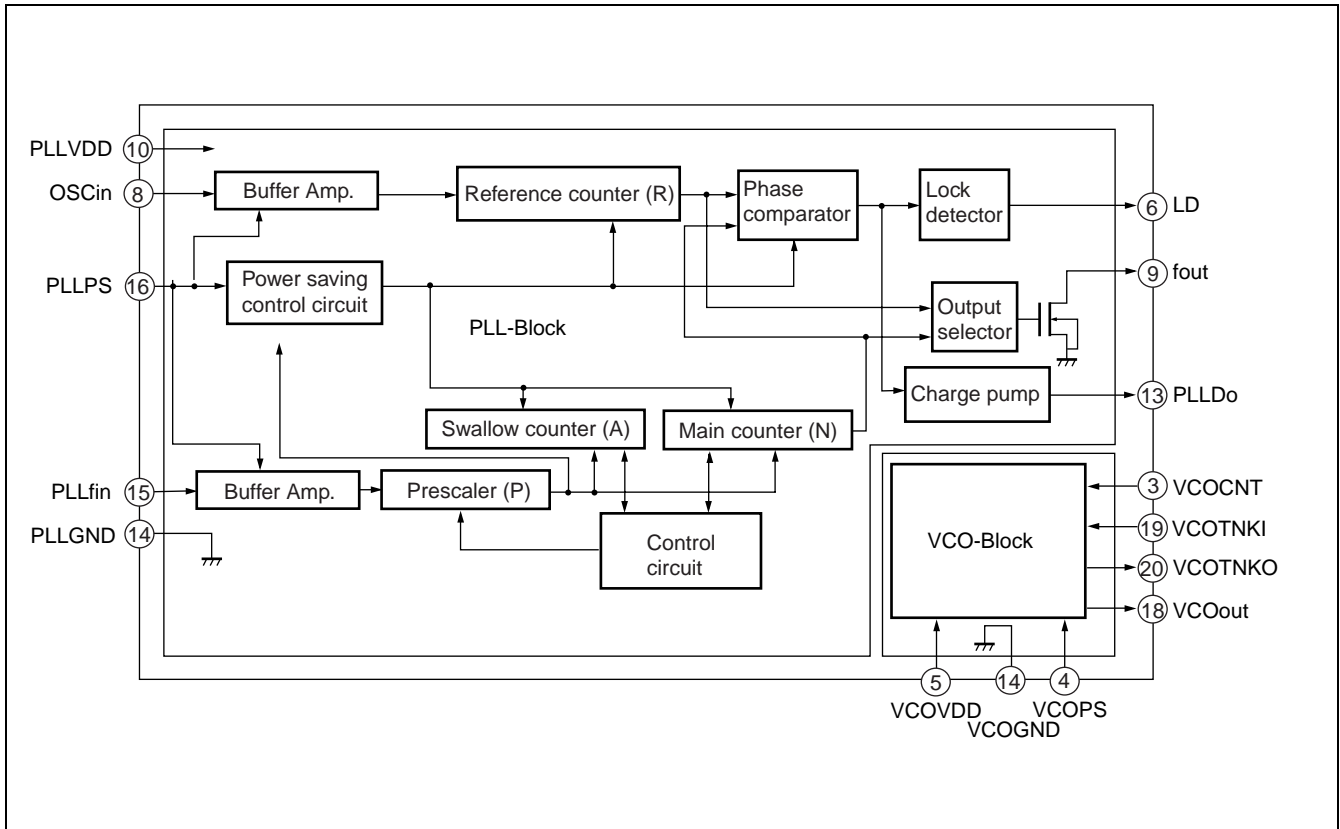 PLLVDD 10
OSCin 8
Buffer Amp.
Reference counter (R)
Phase
comparator
Lock
detector
6 LD
PLLPS 16
Power saving
control circuit
PLL-Block
Output
selector
9 fout
Charge pump
13 PLLDo
Swallow counter (A)
Main counter (N)
PLLfin 15
Buffer Amp.
Prescaler (P)
PLLGND 14
Control
circuit
VCO-Block
3 VCOCNT
19 VCOTNKI
20 VCOTNKO
18 VCOout
5
14
4
VCOVDD
VCOGND
VCOPS